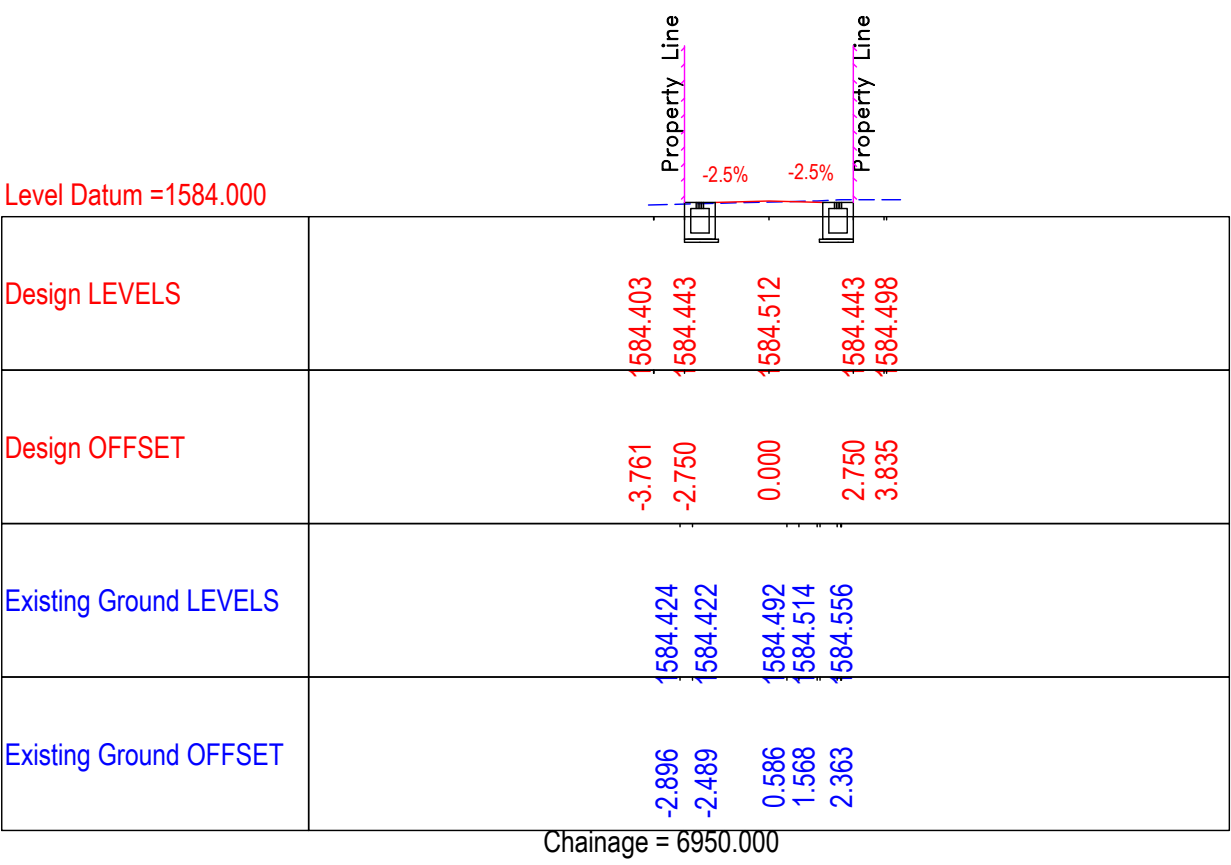 Property Line
Property Line
-2.5%
-2.5%
Level Datum =1584.000
Design LEVELS
1584.403
1584.443
1584.512
1584.443
1584.498
Design OFFSET
-3.761
-2.750
0.000
2.750
3.835
Existing Ground LEVELS
1584.424
1584.422
1584.492
1584.514
1584.556
Existing Ground OFFSET
-2.896
-2.489
0.586
1.568
2.363
Chainage = 6950.000